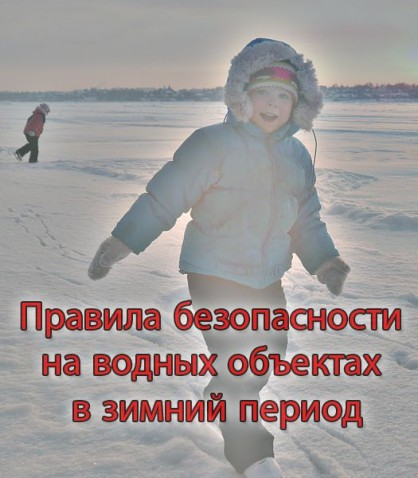 Правила безопасности
на водных объектах
в зимний период